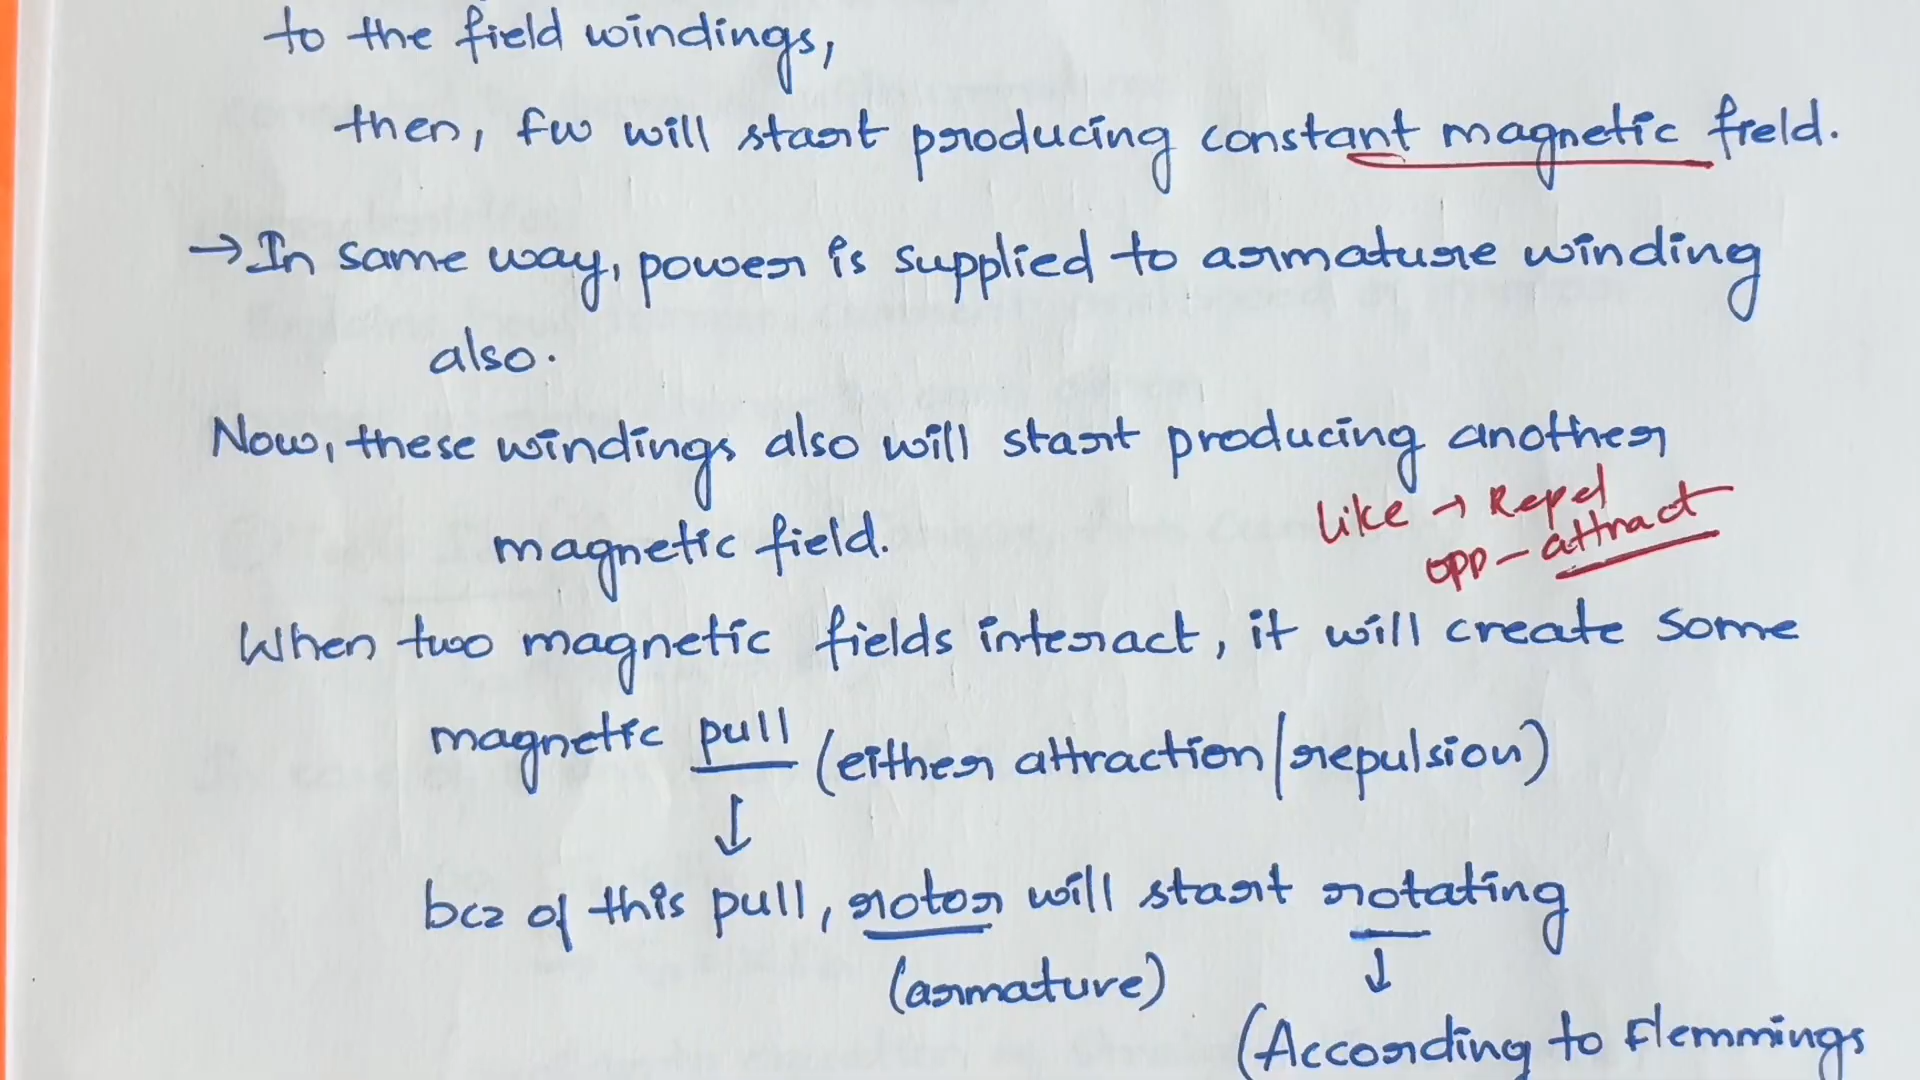 to the field windings,
then, fw will start producing constant magnetic field.
→ In same way, power is supplied to armature winding
also.
Now, these windings also will start producing another
magnetic field.
like → Repel
opp - attract
When two magnetic fields interact, it will create some
magnetic pull (either attraction/repulsion)
↓
bcz of this pull, rotor will start rotating
(armature)
↓
(According to Flemmings